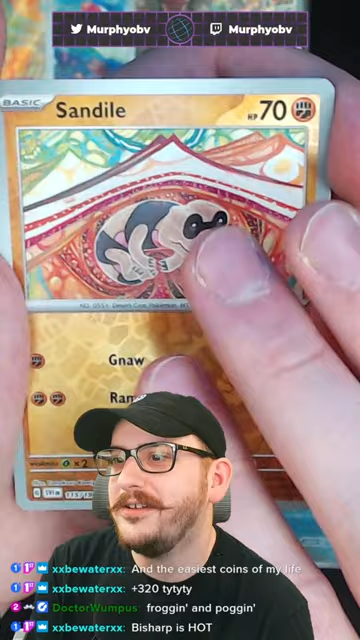 Murphyobv Murphyobv
BASIC Sandile HP 70
Gnaw
x2
xxbewaterxx: And the easiest coins of my life
xxbewaterxx: +320 tytyty
DoctorWumpus: froggin' and poggin'
xxbewaterxx: Bisharp is HOT